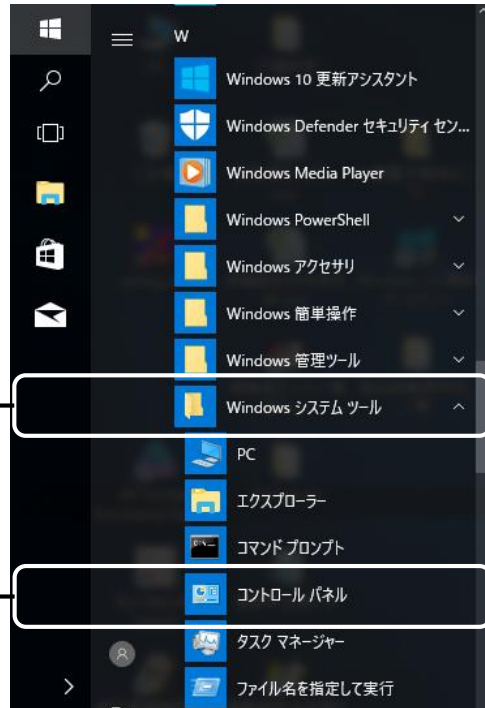 W
Windows 10 更新アシスタント
Windows Defender セキュリティ セン...
Windows Media Player
Windows PowerShell
Windows アクセサリ
Windows 簡単操作
Windows 管理ツール
Windows システム ツール
PC
エクスプローラー
コマンド プロンプト
コントロール パネル
タスク マネージャー
ファイル名を指定して実行